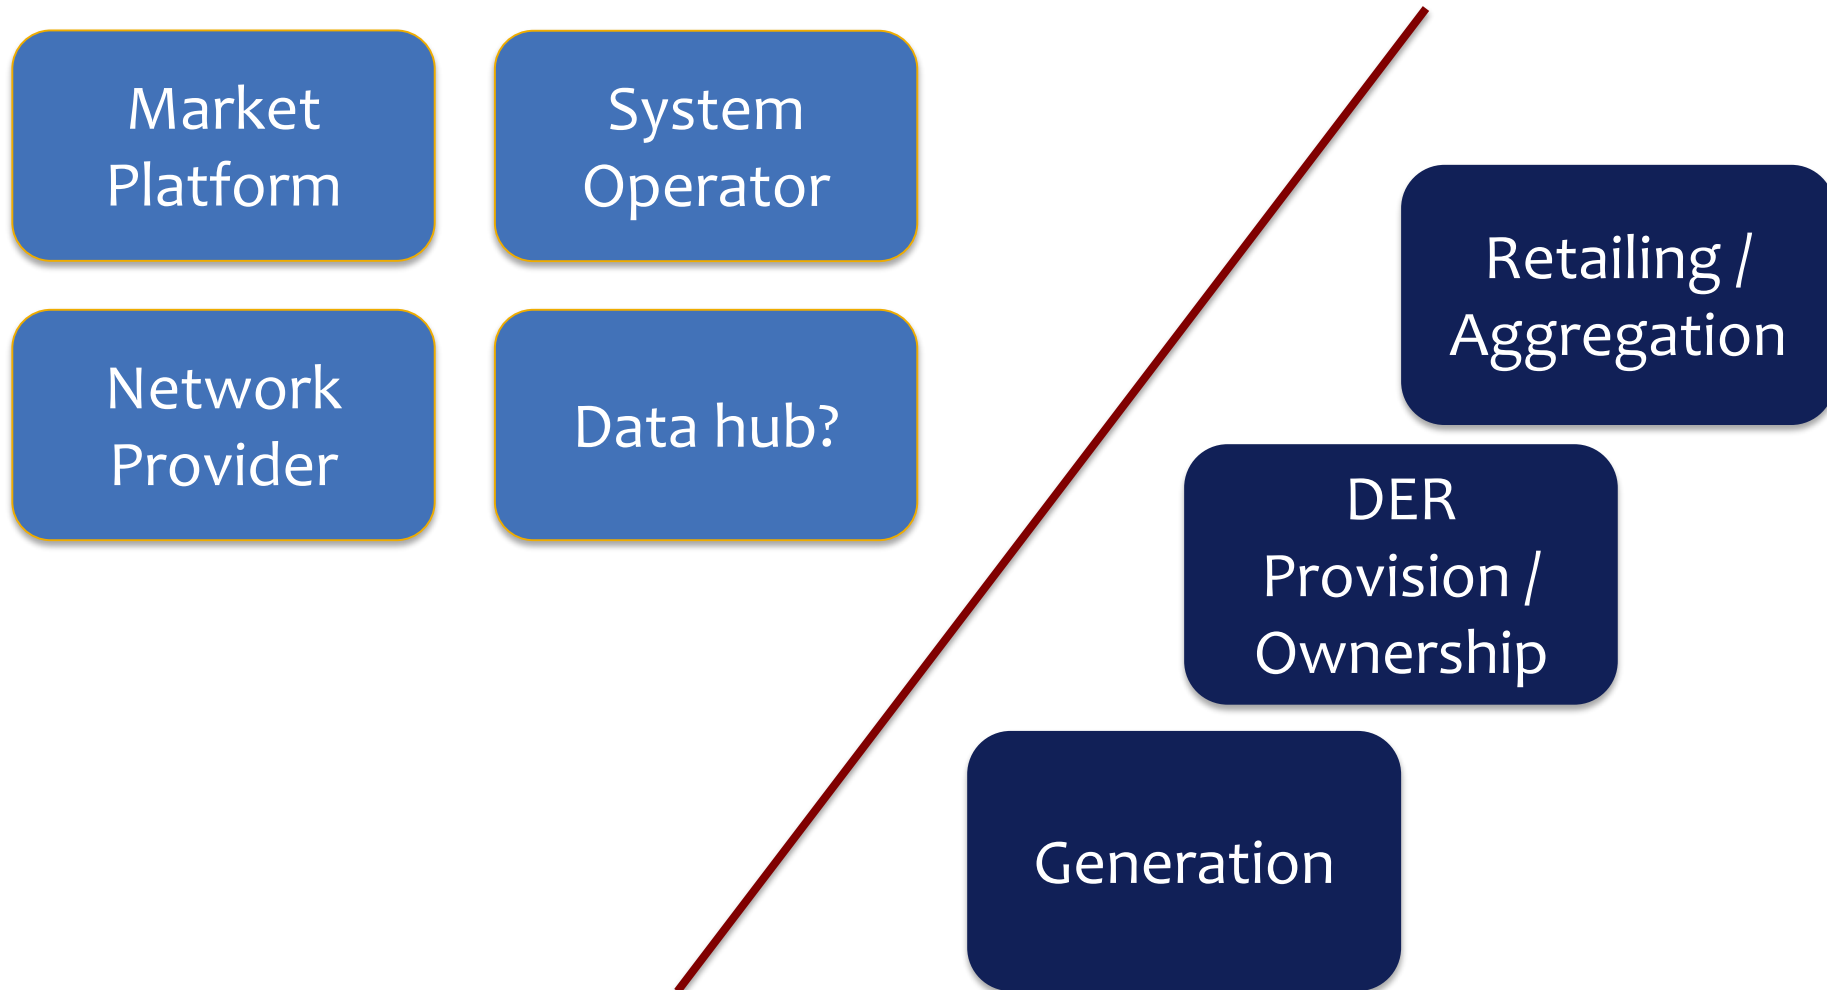 Market
Platform
System
Operator
Network
Provider
Data hub?
Retailing /
Aggregation
DER
Provision /
Ownership
Generation